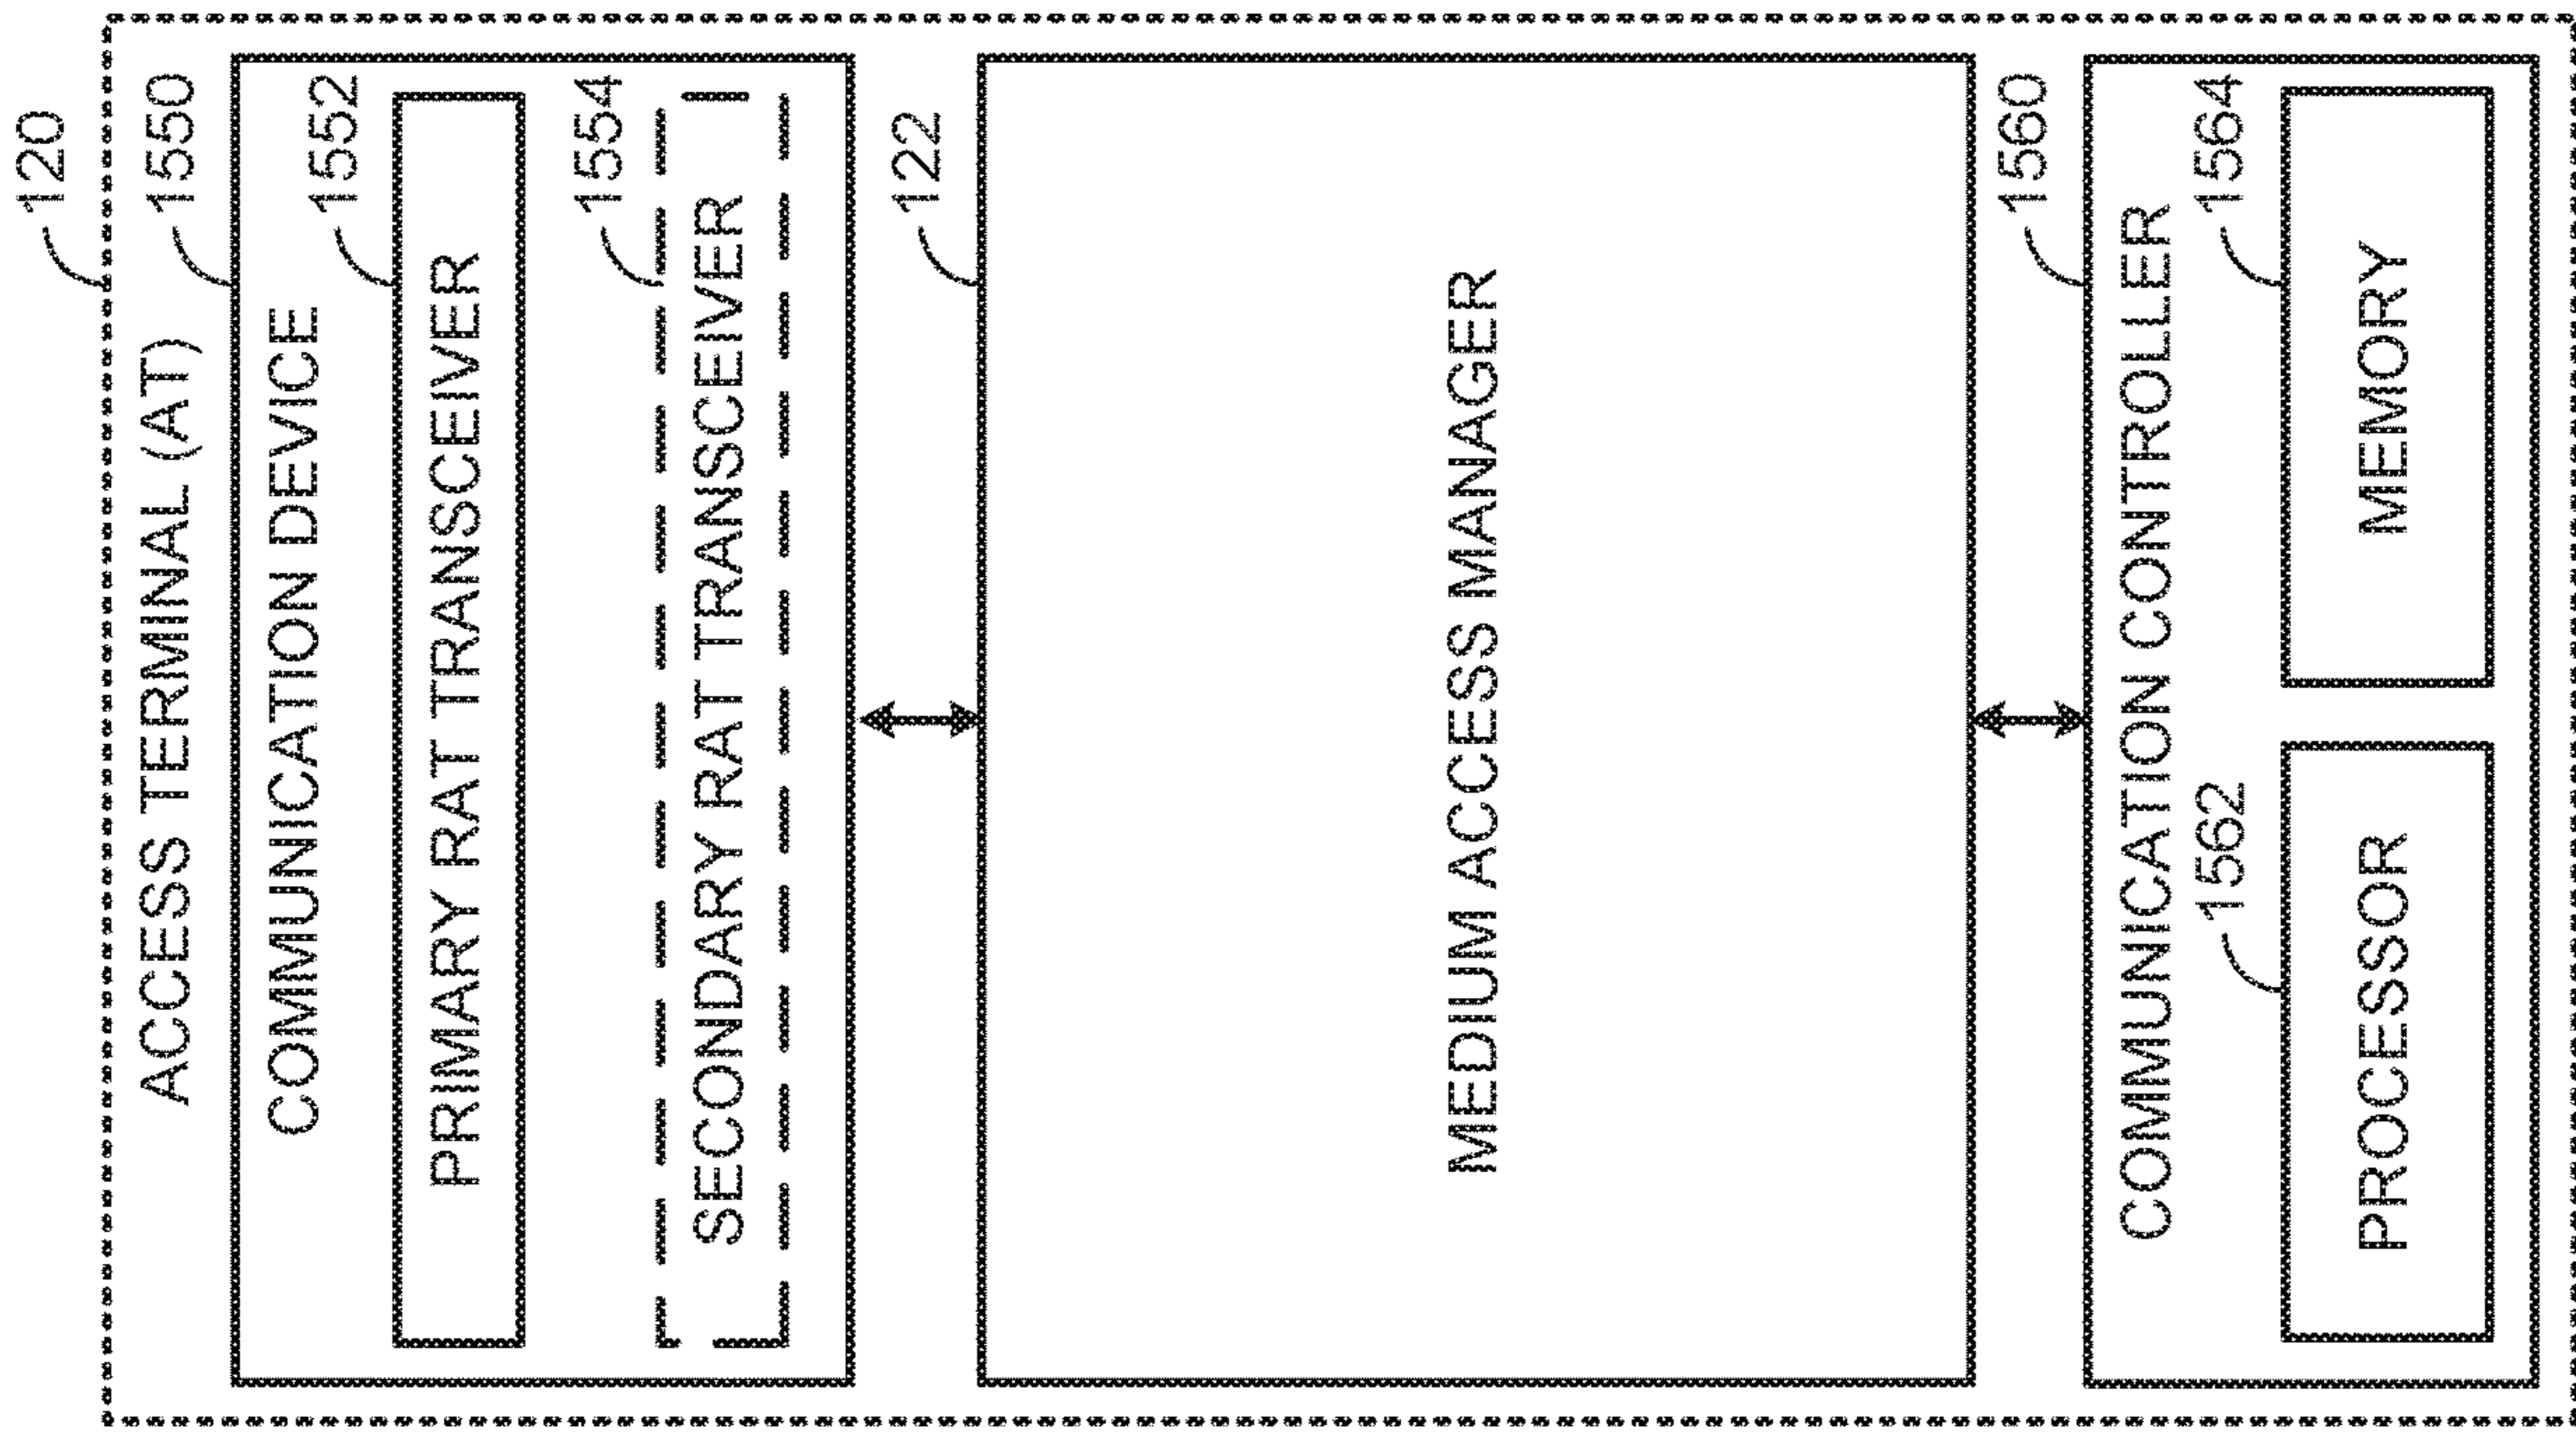 120
ACCESS TERMINAL (AT)
1550
COMMUNICATION DEVICE
1552
PRIMARY RAT TRANSCEIVER
1554
SECONDARY RAT TRANSCEIVER
122
MEDIUM ACCESS MANAGER
1560
COMMUNICATION CONTROLLER
1562
1564
PROCESSOR
MEMORY